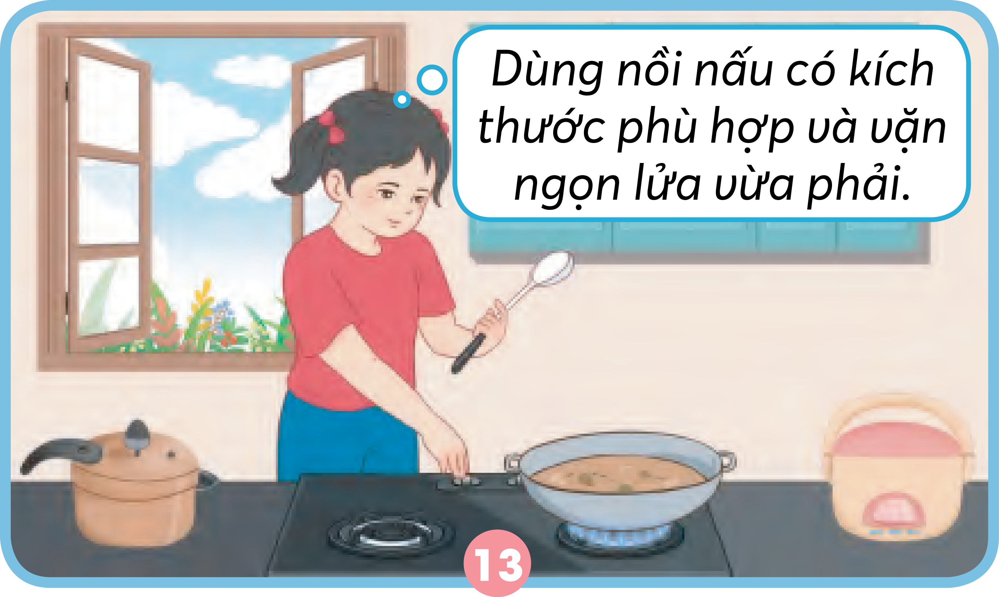 Dùng nồi nấu có kích
thước phù hợp và vặn
ngọn lửa vừa phải.
13